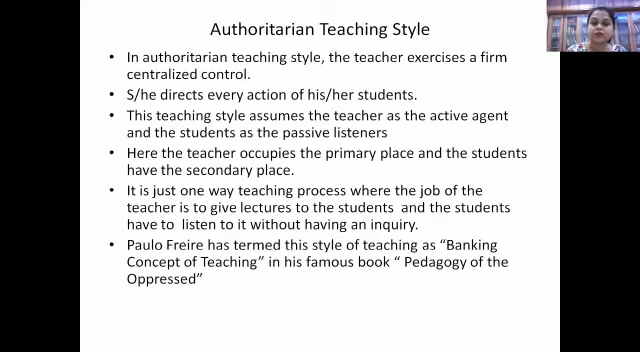 Authoritarian Teaching Style
• In authoritarian teaching style, the teacher exercises a firm
centralized control.
• S/he directs every action of his/her students.
• This teaching style assumes the teacher as the active agent
and the students as the passive listeners
• Here the teacher occupies the primary place and the students
have the secondary place.
• It is just one way teaching process where the job of the
teacher is to give lectures to the students and the students
have to listen to it without having an inquiry.
• Paulo Freire has termed this style of teaching as “Banking
Concept of Teaching” in his famous book “ Pedagogy of the
Oppressed”